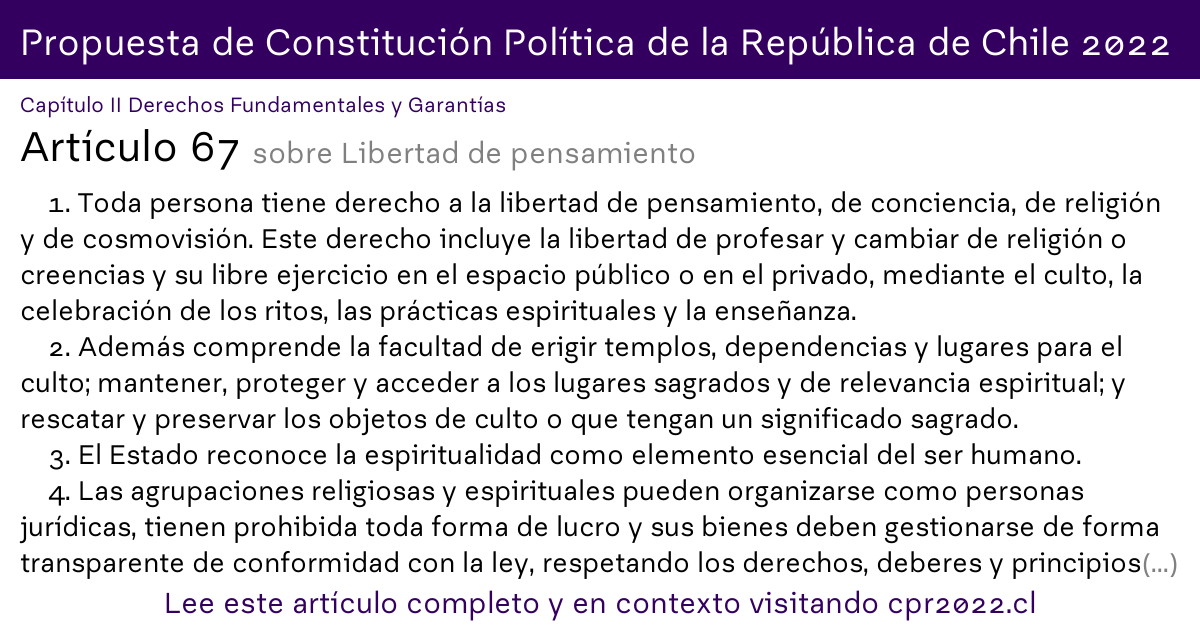 Propuesta de Constitución Política de la República de Chile 2022
Capítulo II Derechos Fundamentales y Garantías
Artículo 67 sobre Libertad de pensamiento
1. Toda persona tiene derecho a la libertad de pensamiento, de conciencia, de religión
y de cosmovisión. Este derecho incluye la libertad de profesar y cambiar de religión o
creencias y su libre ejercicio en el espacio público o en el privado, mediante el culto, la
celebración de los ritos, las prácticas espirituales y la enseñanza.
2. Además comprende la facultad de erigir templos, dependencias y lugares para el
culto; mantener, proteger y acceder a los lugares sagrados y de relevancia espiritual; y
rescatar y preservar los objetos de culto o que tengan un significado sagrado.
3. El Estado reconoce la espiritualidad como elemento esencial del ser humano.
4. Las agrupaciones religiosas y espirituales pueden organizarse como personas
jurídicas, tienen prohibida toda forma de lucro y sus bienes deben gestionarse de forma
transparente de conformidad con la ley, respetando los derechos, deberes y principios(...)
Lee este artículo completo y en contexto visitando cpr2022.cl